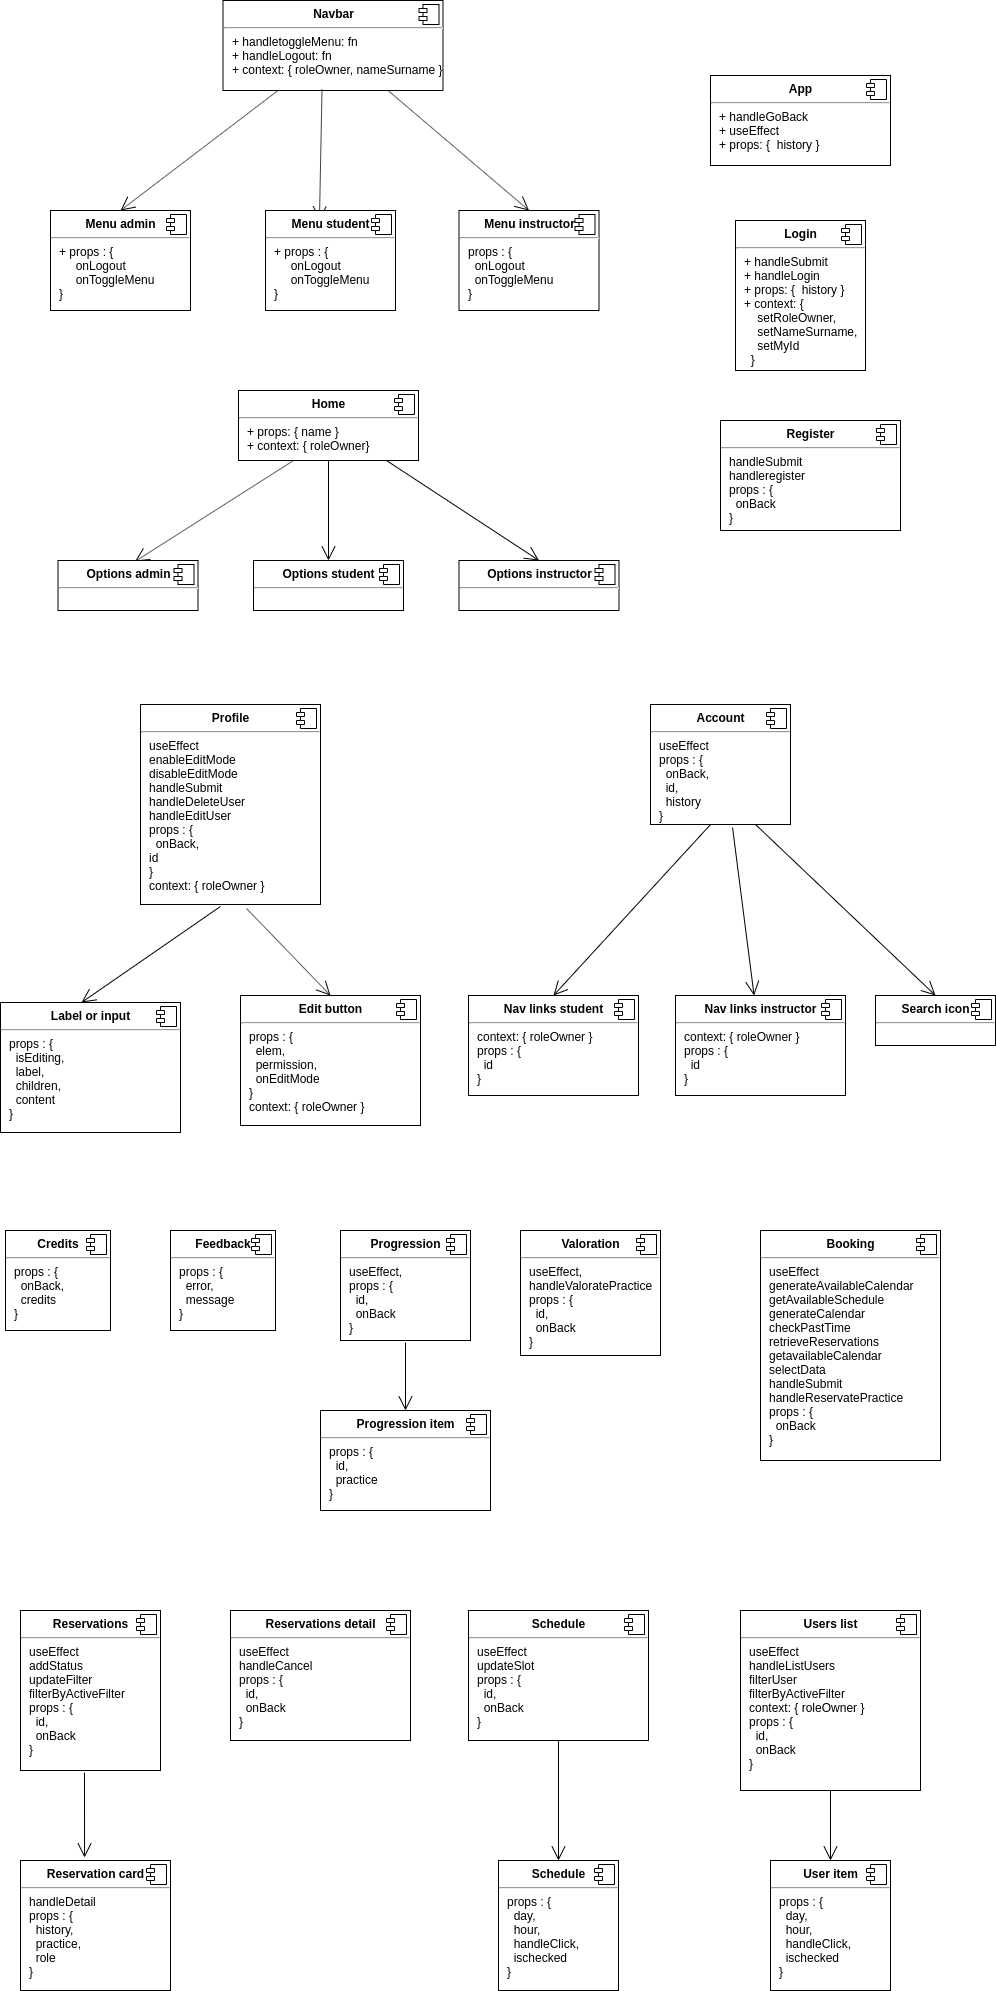 Navbar
+ handletoggleMenu: fn
+ handleLogout: fn
+ context: { roleOwner, nameSurname }
App
+ handleGoBack
+ useEffect
+ props: {  history }
Menu admin
+ props : {
onLogout
onToggleMenu
}
Menu student
+ props : {
onLogout
onToggleMenu
}
Menu instructor
props : {
onLogout
onToggleMenu
}
Login
+ handleSubmit
+ handleLogin
+ props: {  history }
+ context: {
setRoleOwner,
setNameSurname,
setMyId
}
Home
+ props: { name }
+ context: { roleOwner}
Register
handleSubmit
handleregister
props : {
onBack
}
Options admin
Options student
Options instructor
Profile
useEffect
enableEditMode
disableEditMode
handleSubmit
handleDeleteUser
handleEditUser
props : {
onBack,
id
}
context: { roleOwner }
Account
useEffect
props : {
onBack,
id,
history
}
Label or input
props : {
isEditing,
label,
children,
content
}
Edit button
props : {
elem,
permission,
onEditMode
}
context: { roleOwner }
Nav links student
context: { roleOwner }
props : {
id
}
Nav links instructor
context: { roleOwner }
props : {
id
}
Search icon
Credits
props : {
onBack,
credits
}
Feedback
props : {
error,
message
}
Progression
useEffect,
props : {
id,
onBack
}
Valoration
useEffect,
handleValoratePractice
props : {
id,
onBack
}
Booking
useEffect
generateAvailableCalendar
getAvailableSchedule
generateCalendar
checkPastTime
retrieveReservations
getavailableCalendar
selectData
handleSubmit
handleReservatePractice
props : {
onBack
}
Progression item
props : {
id,
practice
}
Reservations
useEffect
addStatus
updateFilter
filterByActiveFilter
props : {
id,
onBack
}
Reservations detail
useEffect
handleCancel
props : {
id,
onBack
}
Schedule
useEffect
updateSlot
props : {
id,
onBack
}
Users list
useEffect
handleListUsers
filterUser
filterByActiveFilter
context: { roleOwner }
props : {
id,
onBack
}
Reservation card
handleDetail
props : {
history,
practice,
role
}
Schedule
props : {
day,
hour,
handleClick,
ischecked
}
User item
props : {
day,
hour,
handleClick,
ischecked
}